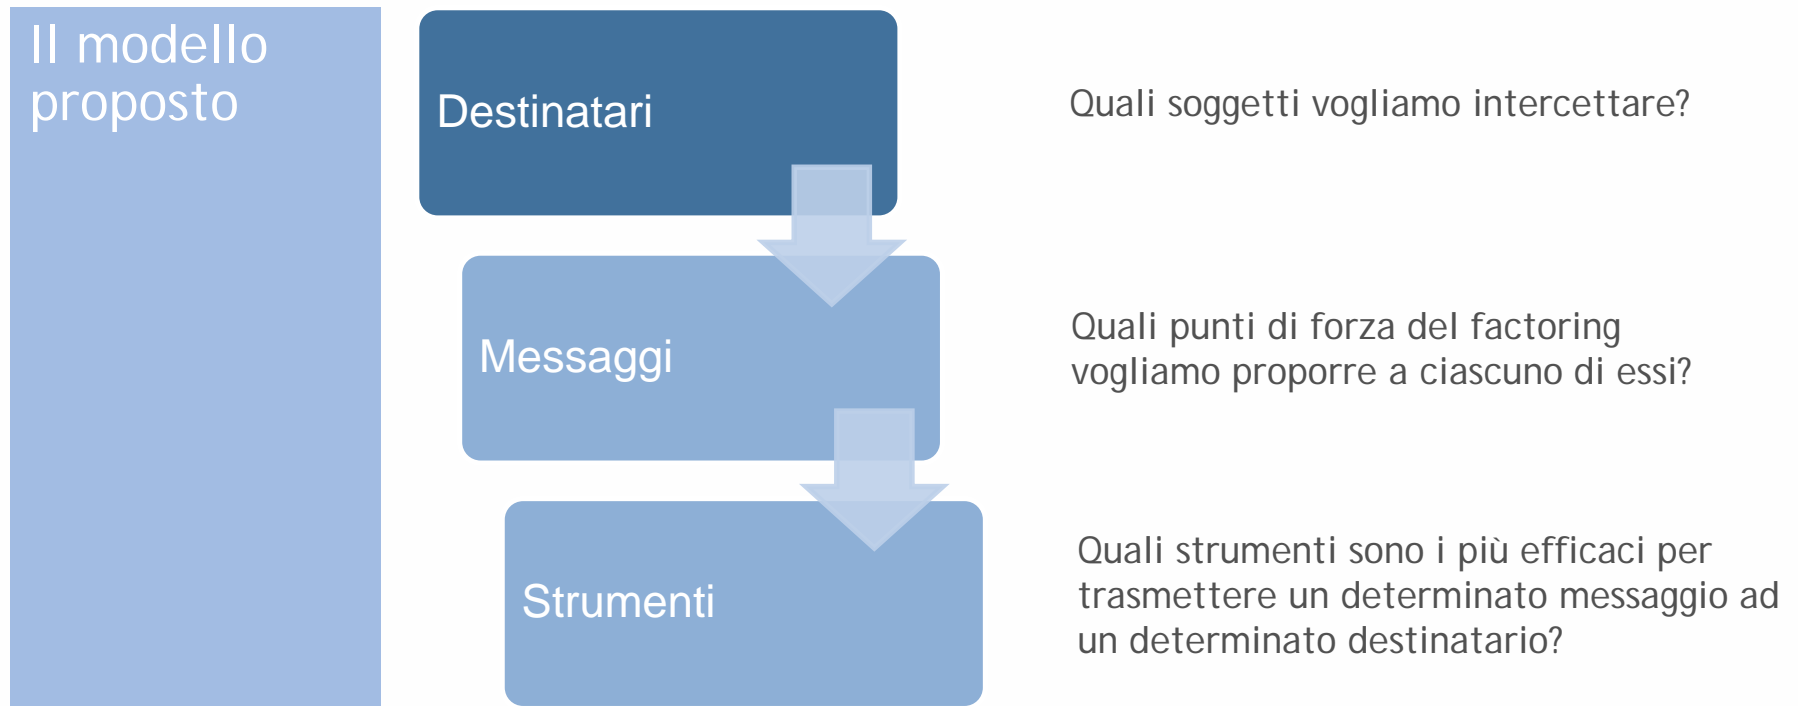 Il modello
proposto
Destinatari
Quali soggetti vogliamo intercettare?
Messaggi
Quali punti di forza del factoring
vogliamo proporre a ciascuno di essi?
Strumenti
Quali strumenti sono i più efficaci per
trasmettere un determinato messaggio ad
un determinato destinatario?